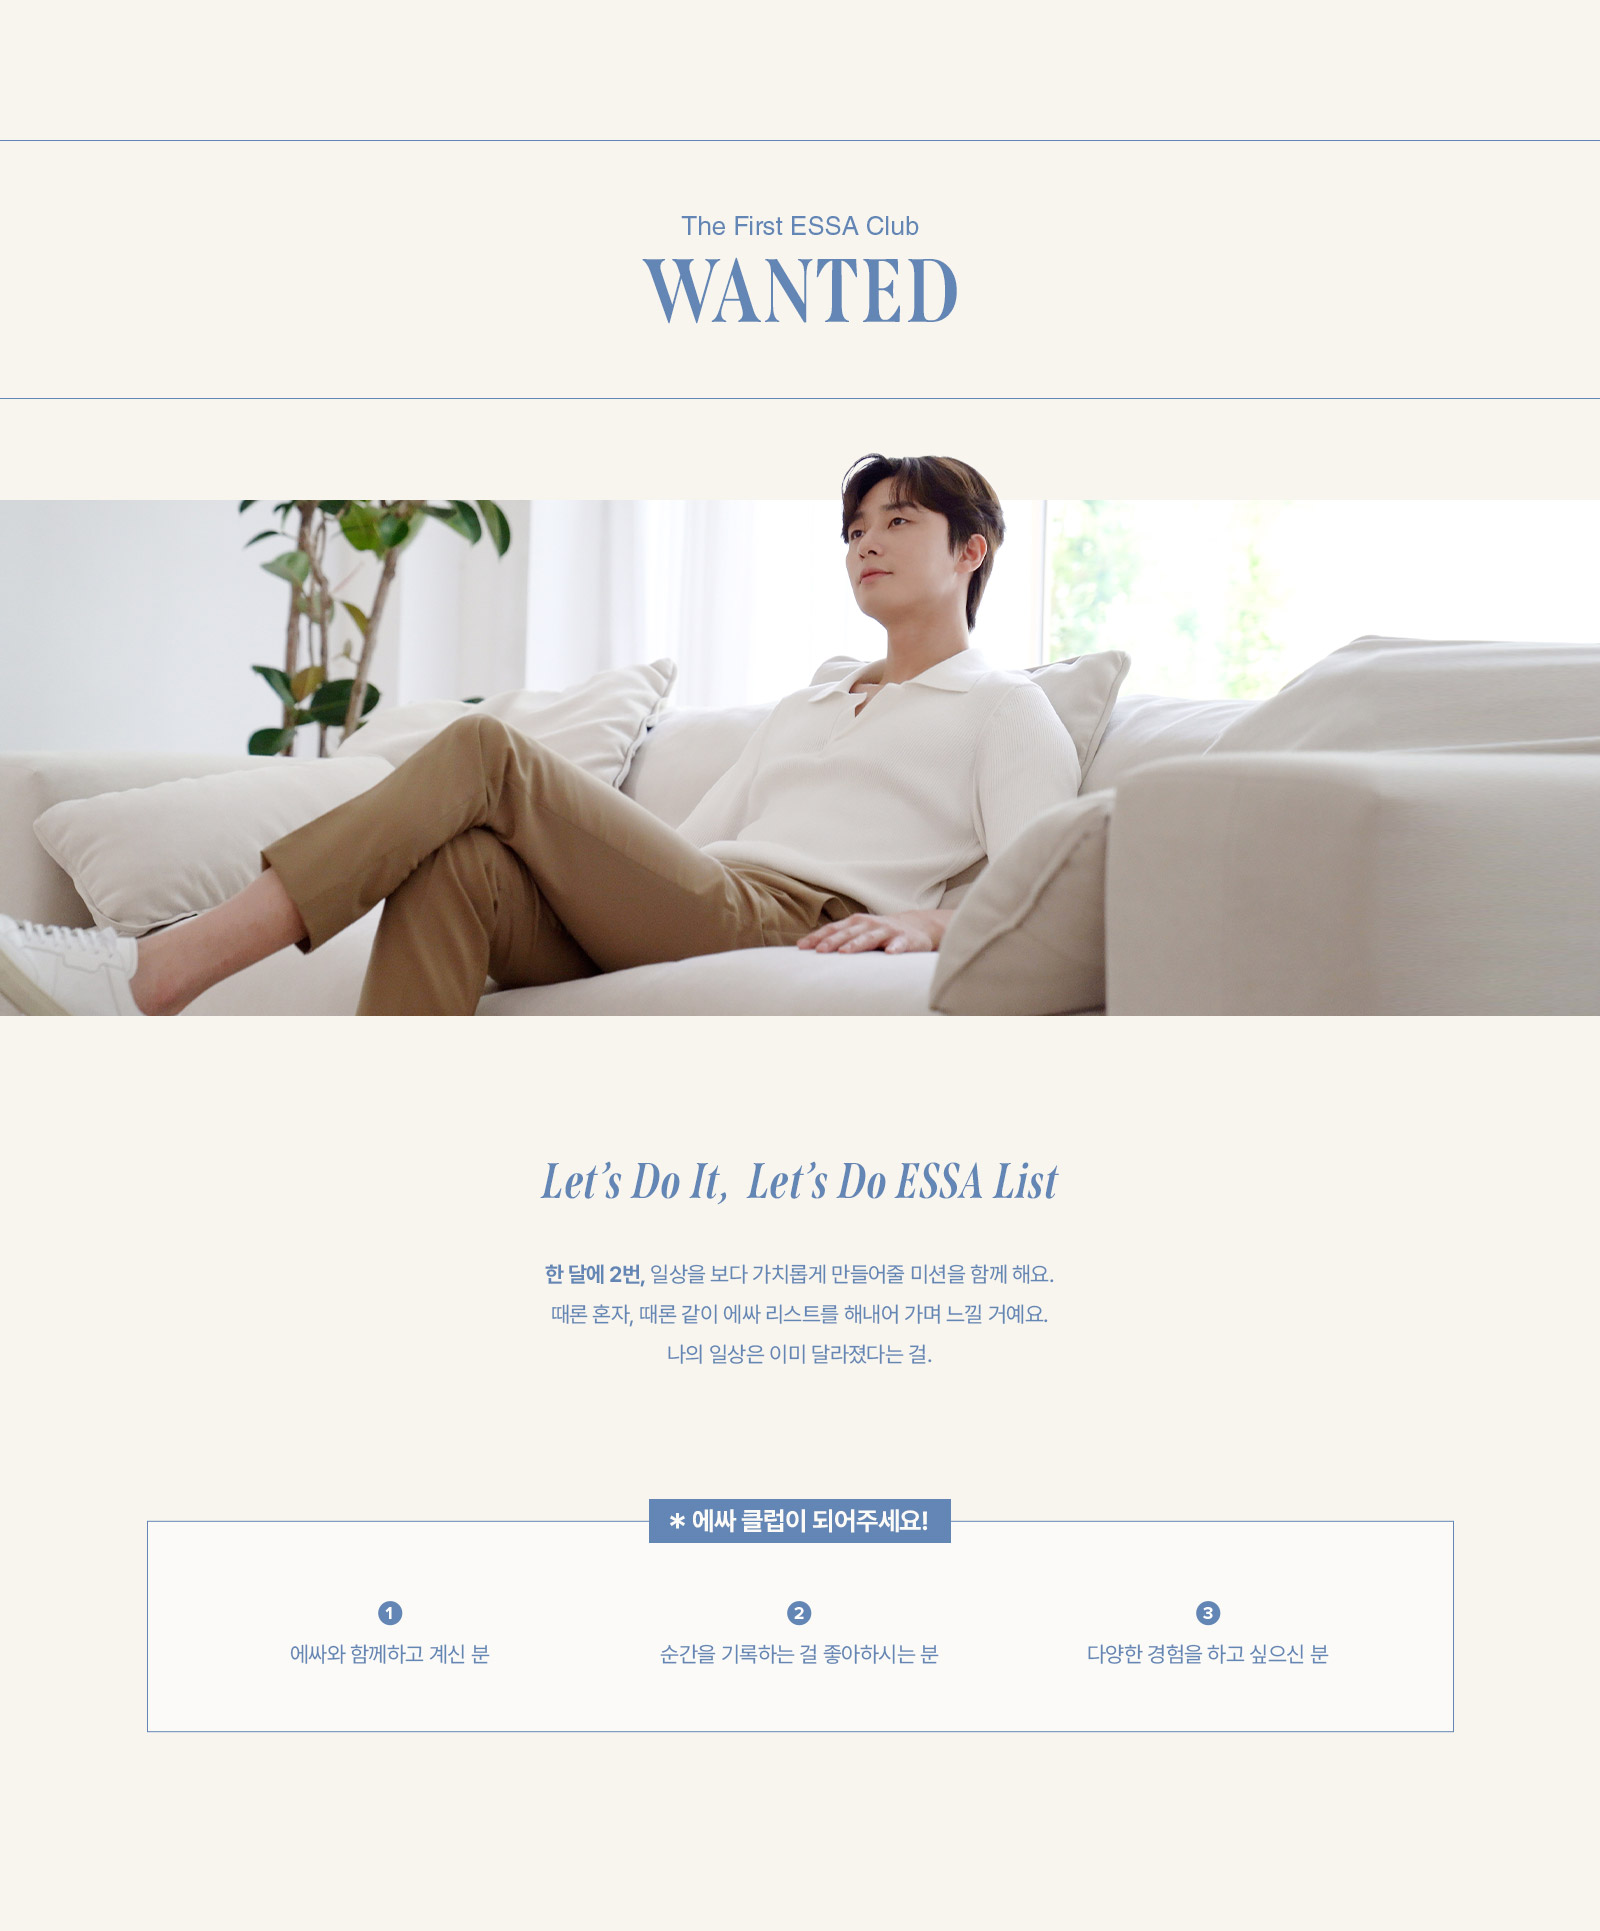 The First ESSA Club
WANTED
Let’s Do It, Let’s Do ESSA List
한 달에 2번, 일상을 보다 가치롭게 만들어줄 미션을 함께 해요.
때론 혼자, 때론 같이 에싸 리스트를 해내어 가며 느낄 거예요.
나의 일상은 이미 달라졌다는 걸.
* 에싸 클럽이 되어주세요!
1
에싸와 함께하고 계신 분
2
순간을 기록하는 걸 좋아하시는 분
3
다양한 경험을 하고 싶으신 분